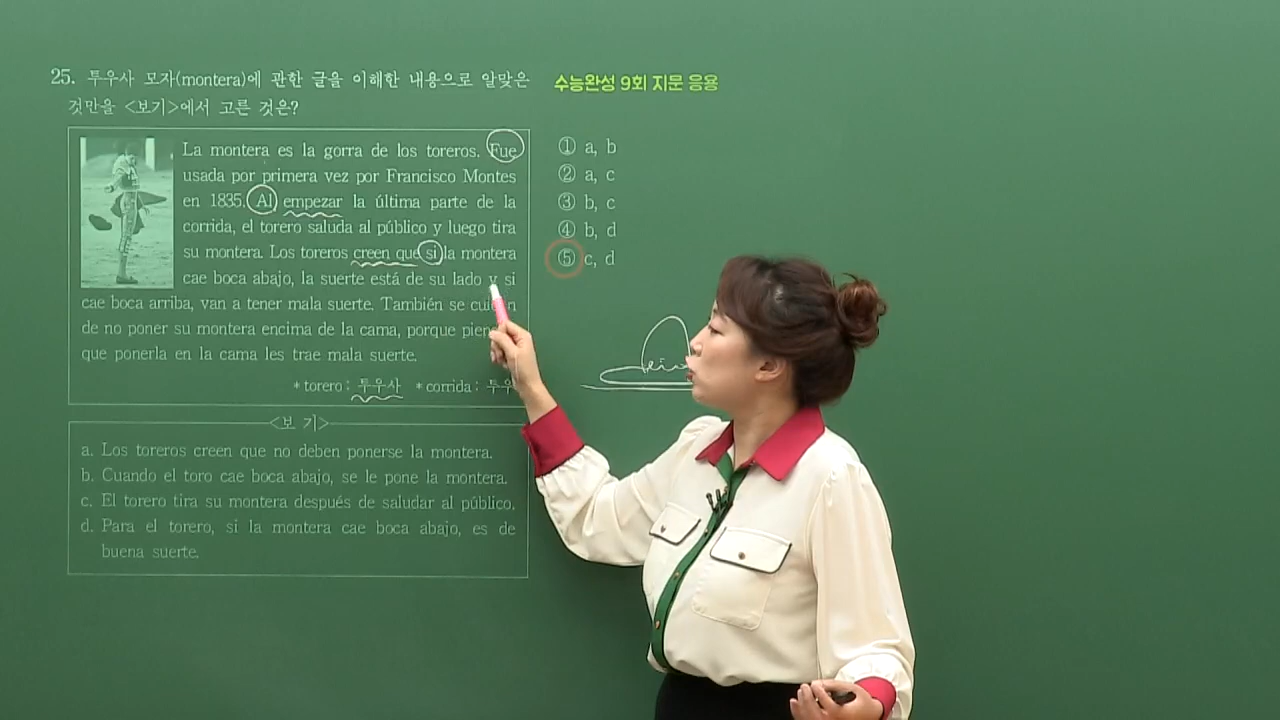 25. 투우사 모자(montera)에 관한 글을 이해한 내용으로 알맞은
것만을 <보기>에서 고른 것은?
수능완성 9회 지문 응용
La montera es la gorra de los toreros. Fue
usada por primera vez por Francisco Montes
en 1835. Al empezar la última parte de la
corrida, el torero saluda al público y luego tira
su montera. Los toreros creen que si la montera
cae boca abajo, la suerte está de su lado y si
cae boca arriba, van a tener mala suerte. También se
de no poner su montera encima de la cama, porque
que ponerla en la cama les trae mala suerte.
* torero : 투우사 * corrida :
① a, b
② a, c
③ b, c
④ b, d
⑤ c, d
<보 기>
a. Los toreros creen que no deben ponerse la montera.
b. Cuando el toro cae boca abajo, se le pone la montera.
c. El torero tira su montera después de saludar al público.
d. Para el torero, si la montera cae boca abajo, es de
buena suerte.